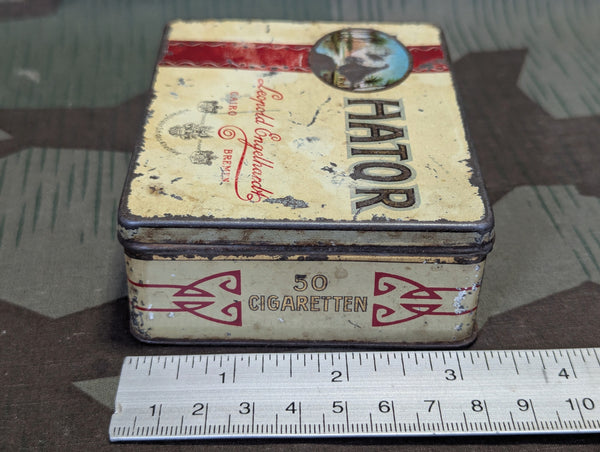 HATOR
Leopold Engelhardt
CAIRO BREMEN
50
CIGARETTEN
1 2 3 4
1 2 3 4 5 6 7 8 9 10